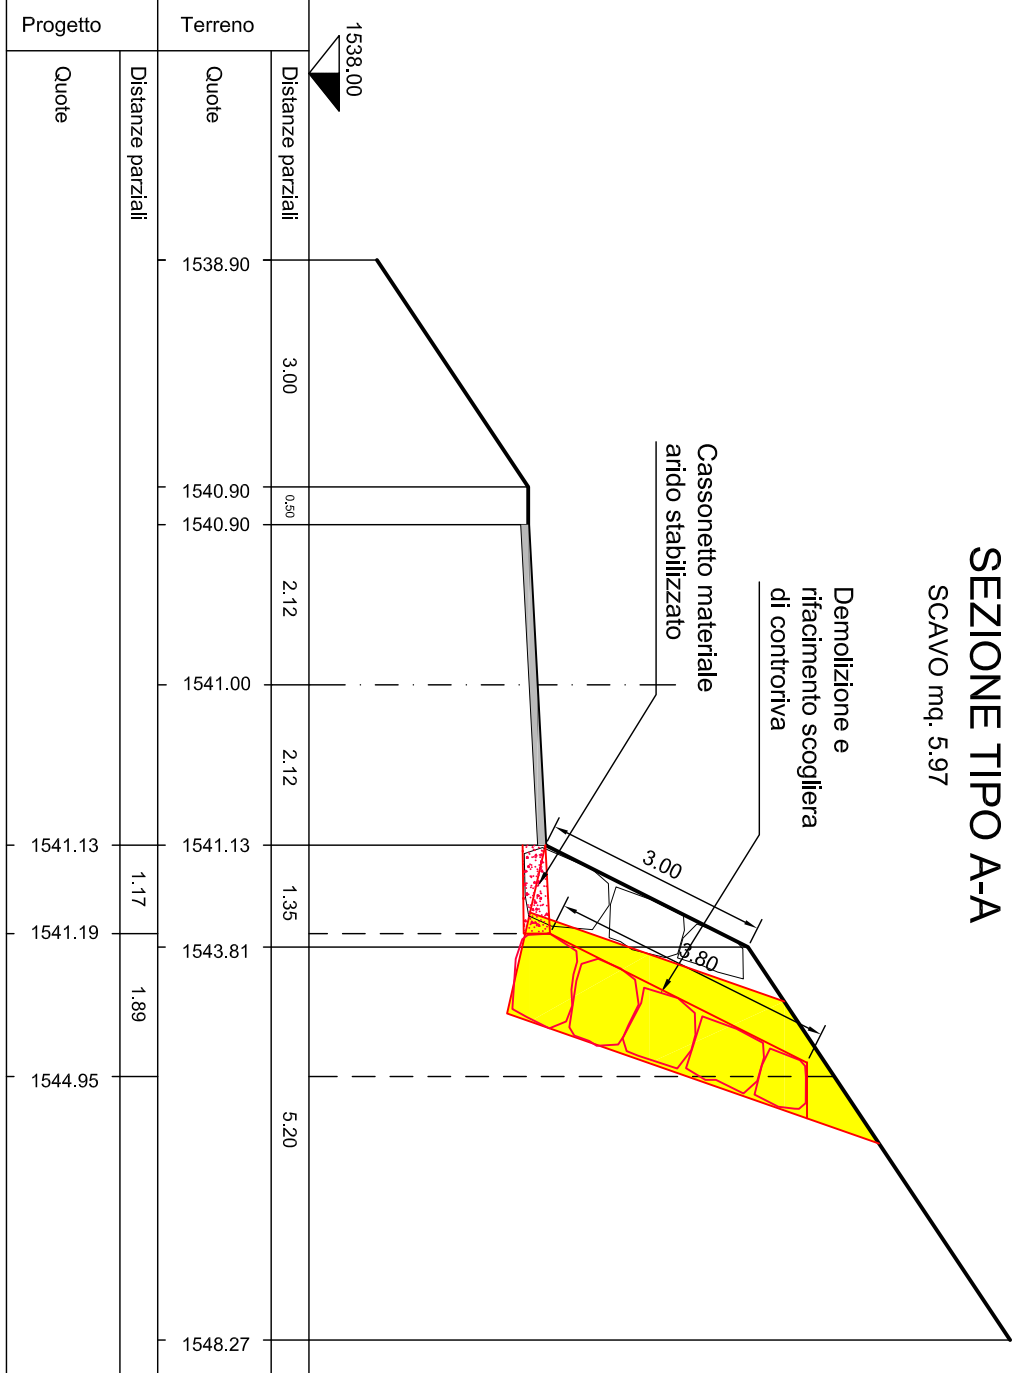 SEZIONE TIPO A-A
SCAVO mq. 5.97
Demolizione e
rifacimento scogliera
di controriva
Cassonetto materiale
arido stabilizzato
3.00
3.80
1538.00
Terreno
Distanze parziali
3.00
0.50
2.12
2.12
1.35
5.20
Quote
1538.90
1540.90
1540.90
1541.00
1541.13
1543.81
1548.27
Progetto
Distanze parziali
1.17
1.89
Quote
1541.13
1541.19
1544.95